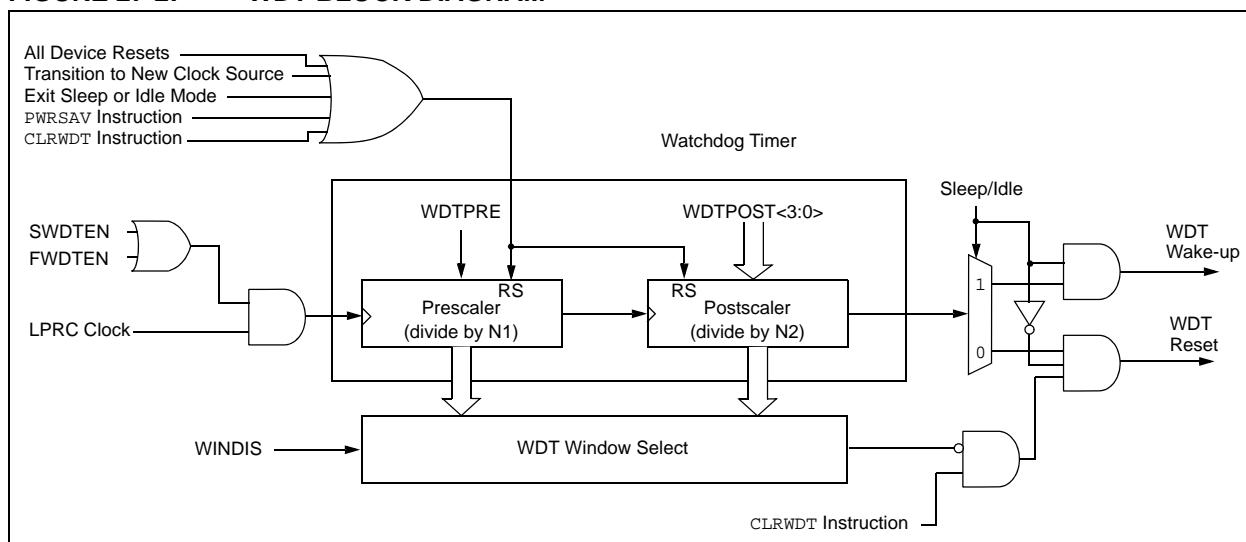 All Device Resets
Transition to New Clock Source
Exit Sleep or Idle Mode
PWRSAV Instruction
CLRWDT Instruction
Watchdog Timer
Sleep/Idle
WDTPRE
WDTPOST<3:0>
SWDTEN
FWDTEN
WDT
Wake-up
RS
RS
1
Prescaler
(divide by N1)
Postscaler
(divide by N2)
LPRC Clock
WDT
Reset
0
WINDIS
WDT Window Select
CLRWDT Instruction